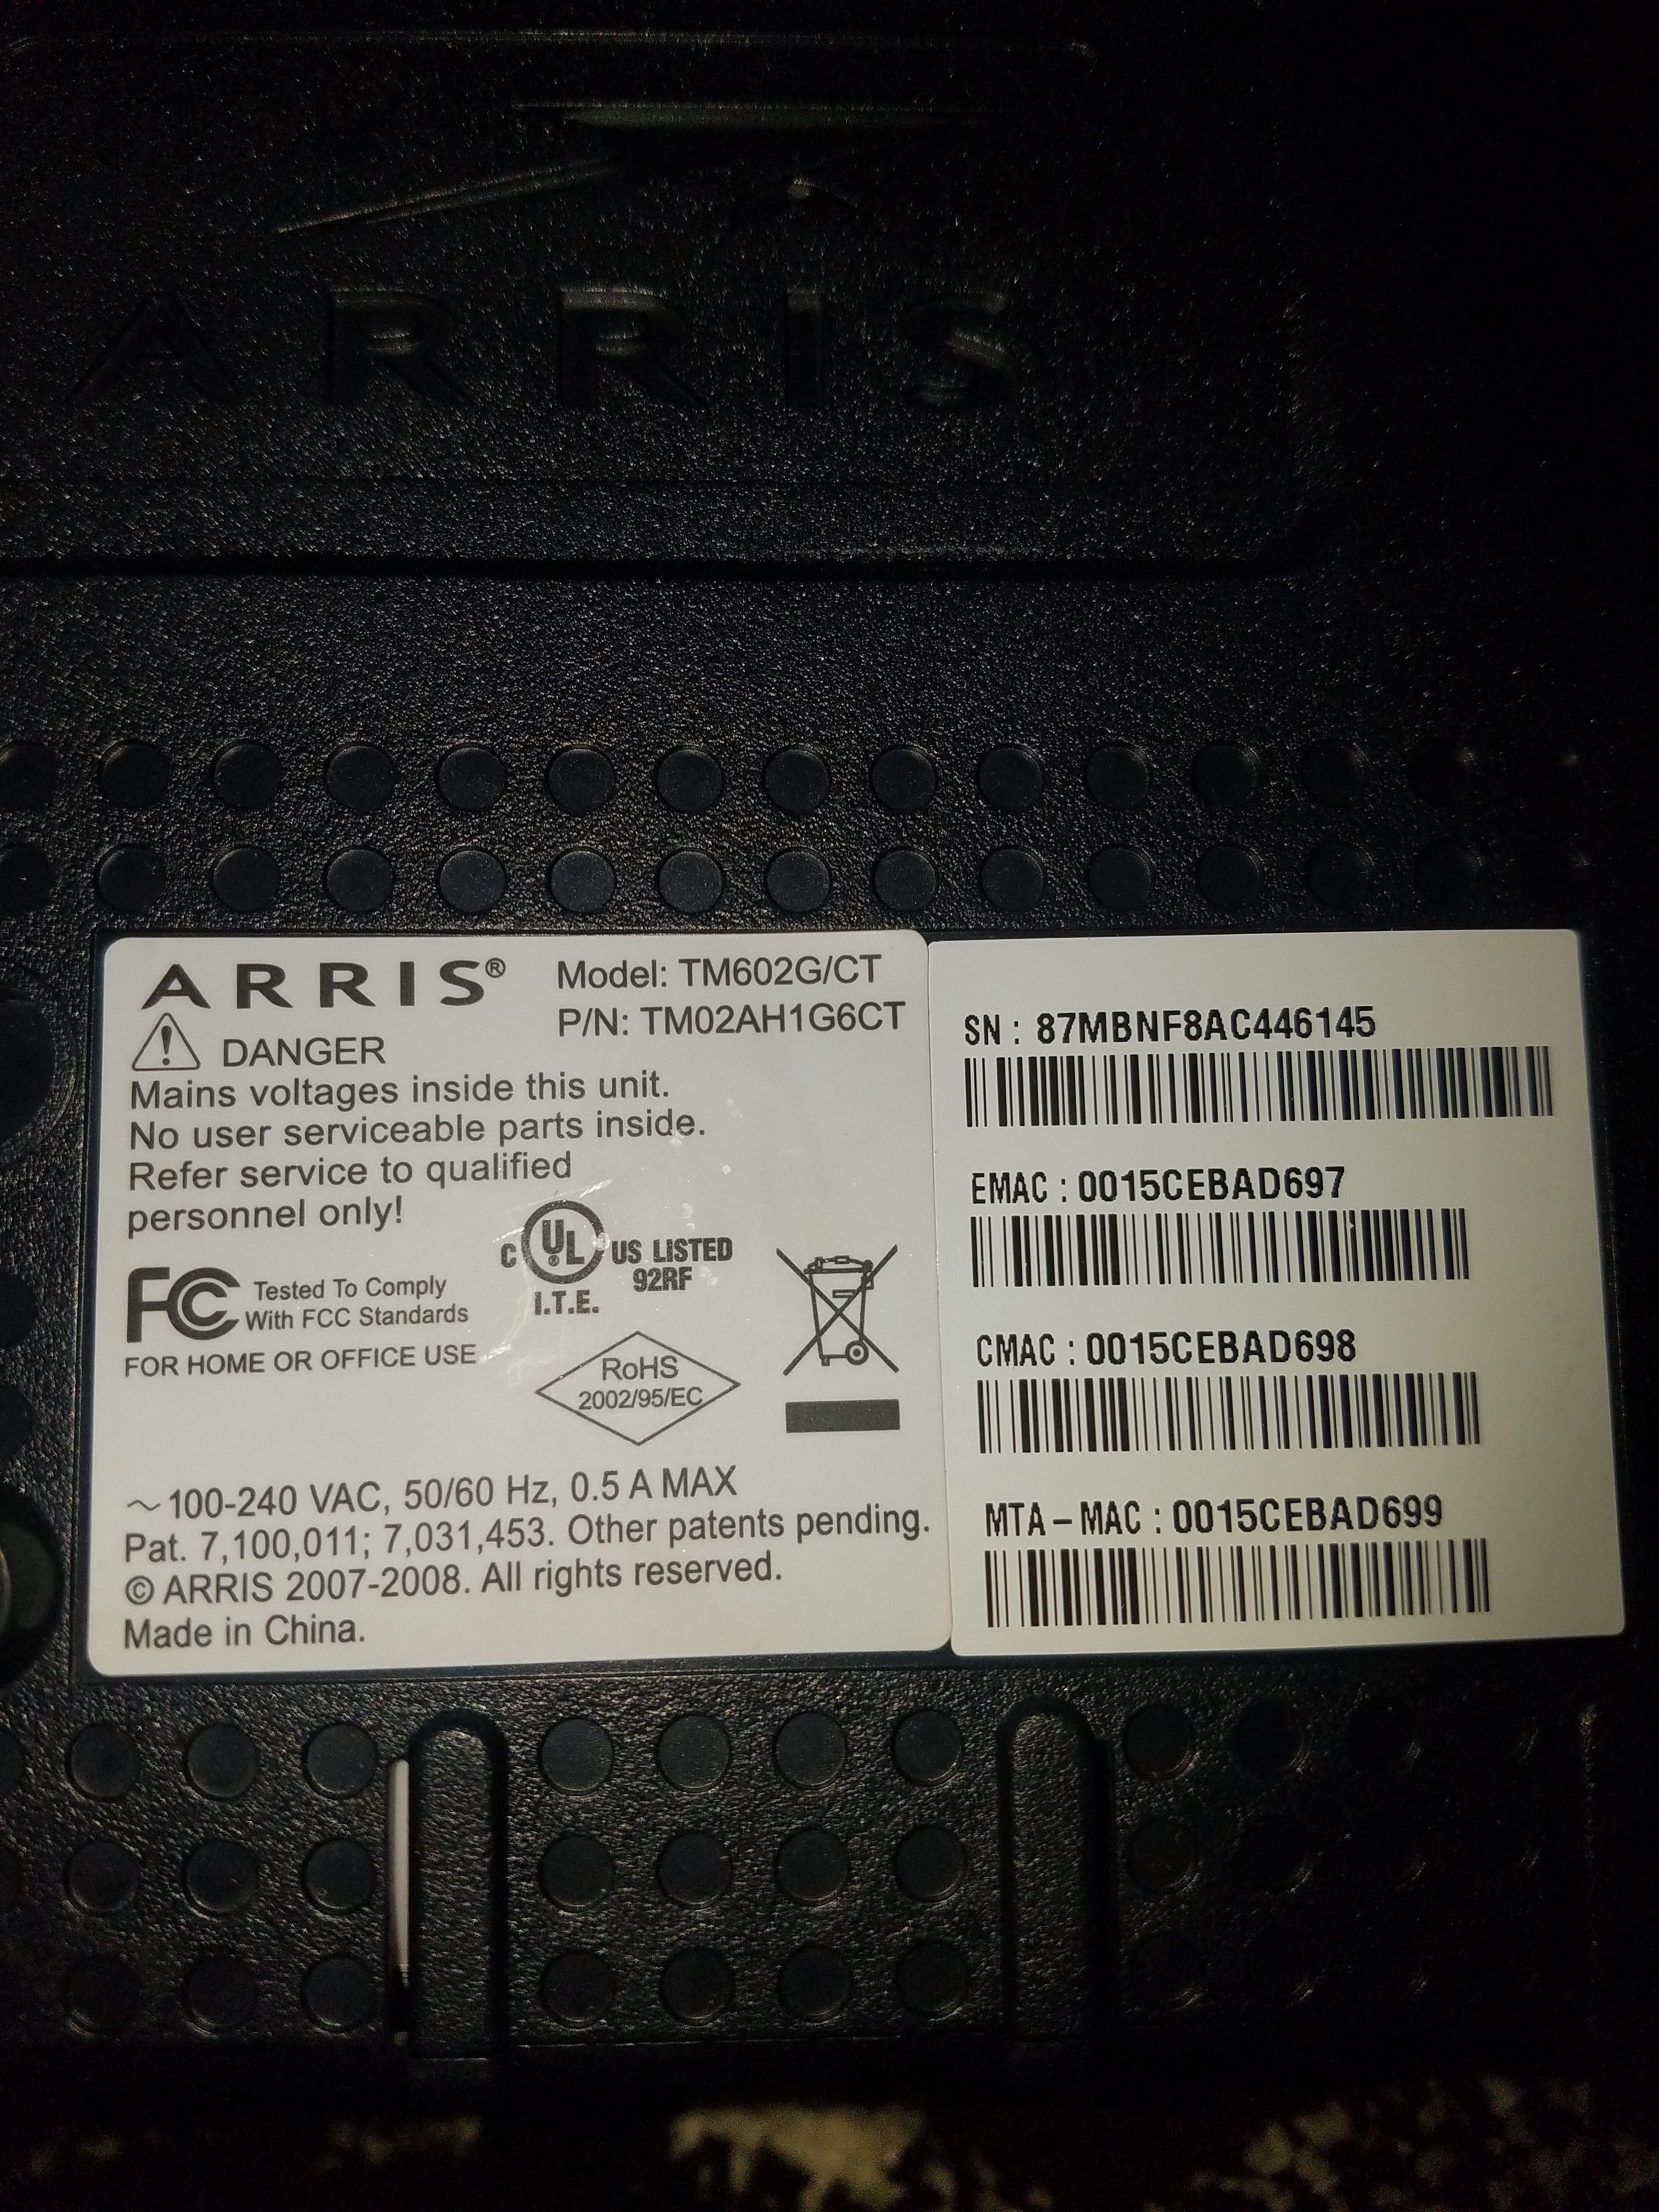 ARRIS
ARRIS®
Model: TM602G/CT
P/N: TM02AH1G6CT
DANGER
Mains voltages inside this unit.
No user serviceable parts inside.
Refer service to qualified
personnel only!
C UL US LISTED
92RF
I.T.E.
FC Tested To Comply
With FCC Standards
FOR HOME OR OFFICE USE
RoHS
2002/95/EC
~100-240 VAC, 50/60 Hz, 0.5 A MAX
Pat. 7,100,011; 7,031,453. Other patents pending.
© ARRIS 2007-2008. All rights reserved.
Made in China.
SN : 87MBNF8AC446145
EMAC : 0015CEBAD697
CMAC : 0015CEBAD698
MTA – MAC : 0015CEBAD699